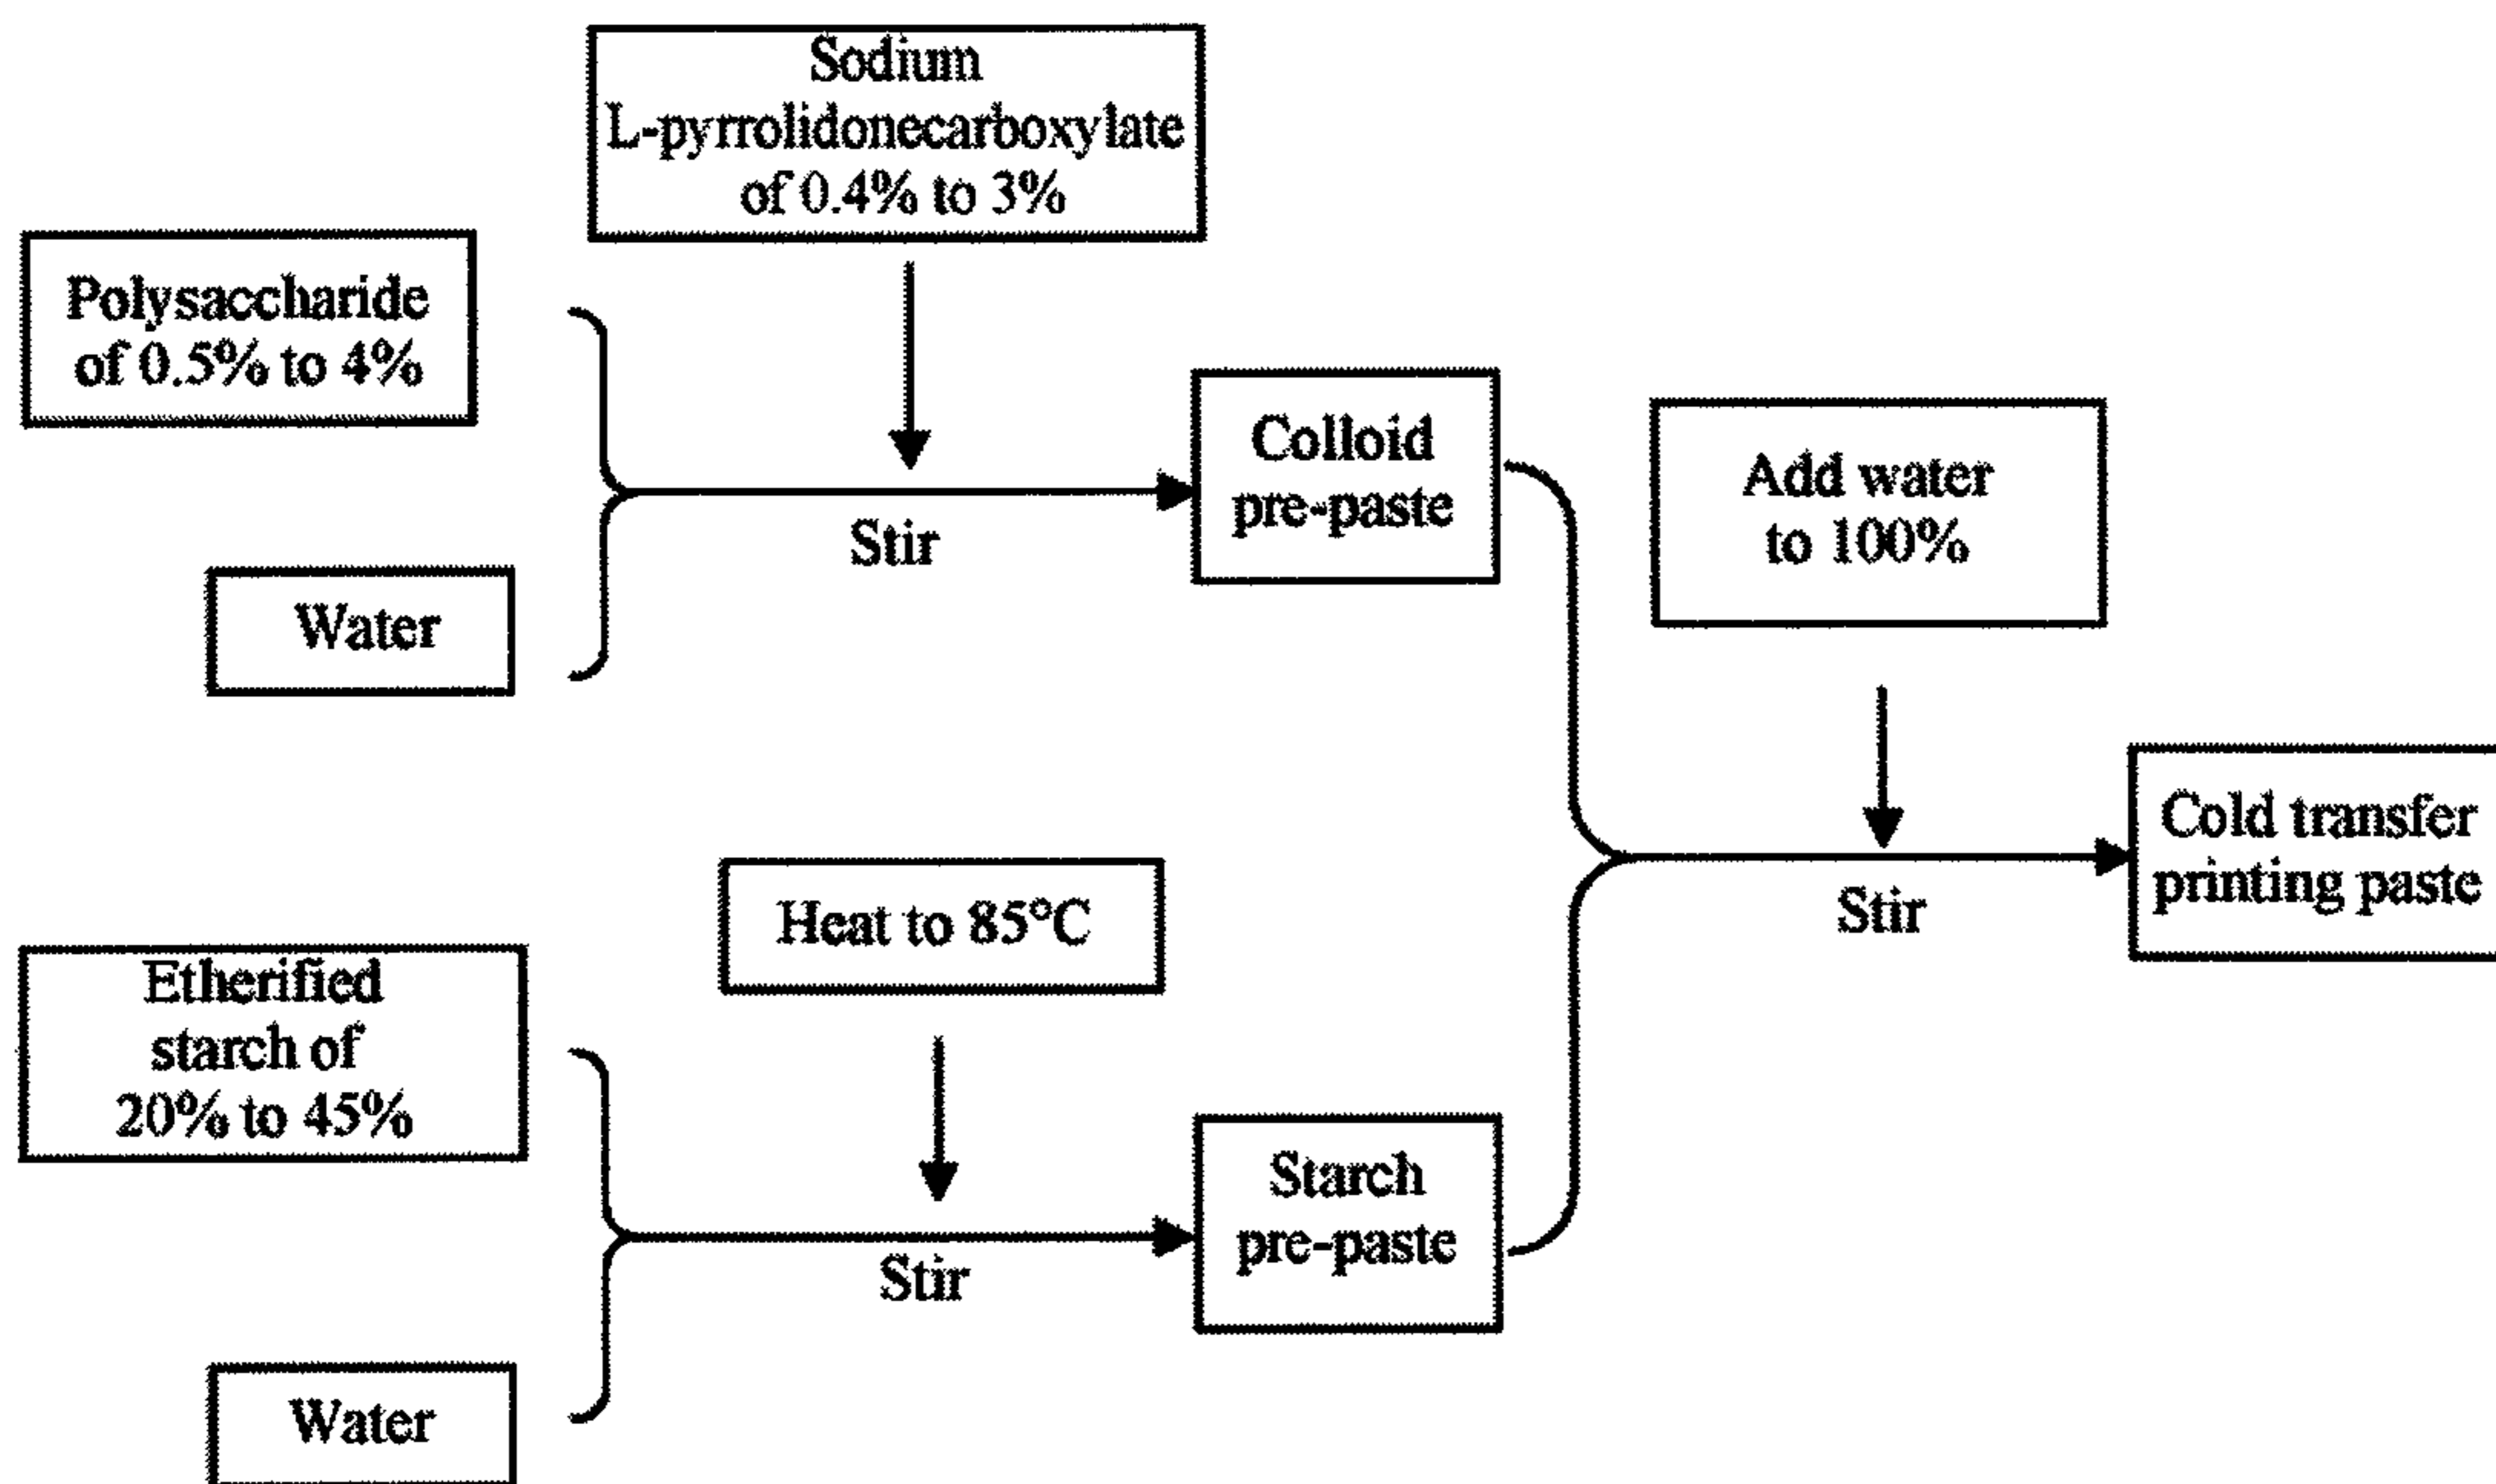 Sodium
L-pyrrolidonecarboxylate
of 0.4% to 3%
Polysaccharide
of 0.5% to 4%
Water
Stir
Colloid
pre-paste
Add water
to 100%
Heat to 85°C
Etherified
starch of
20% to 45%
Water
Stir
Starch
pre-paste
Stir
Cold transfer
printing paste